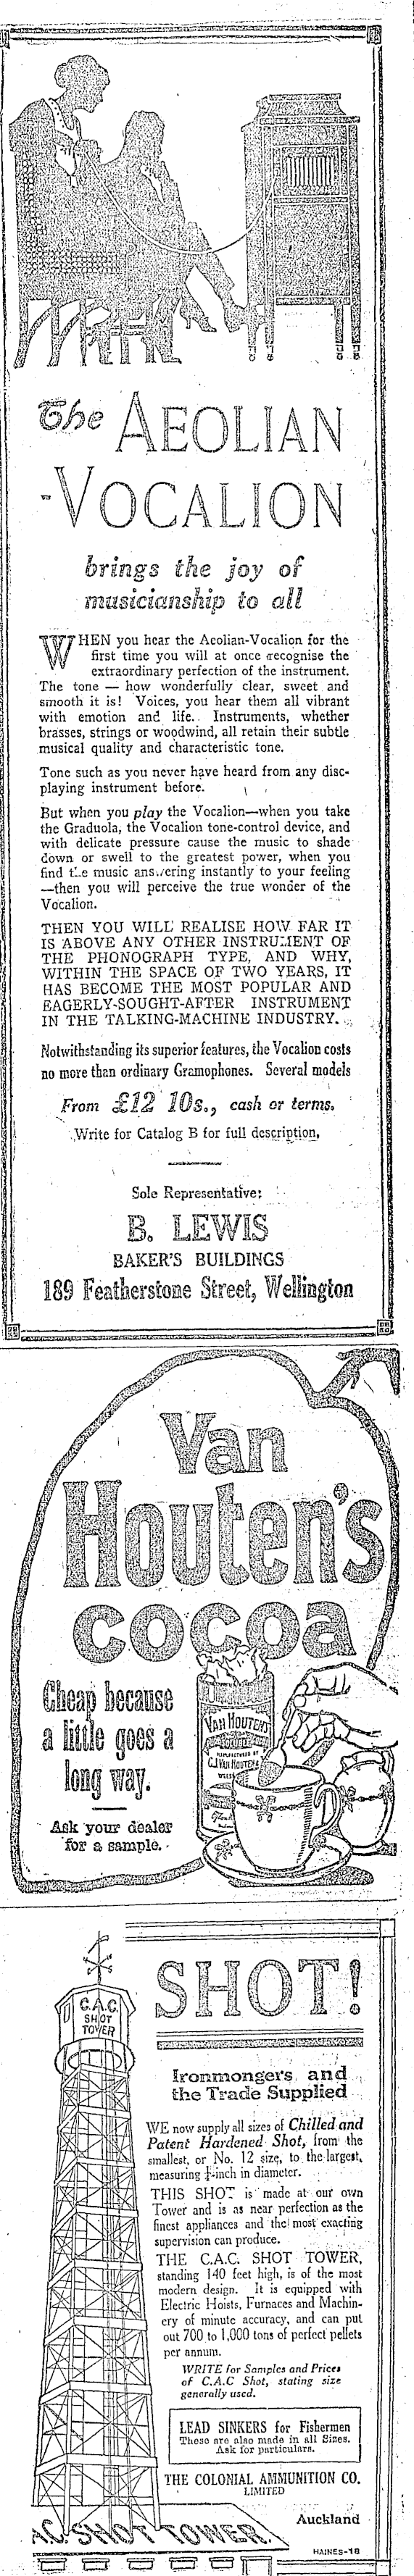 The AEOLIAN
-VOCALION
brings the joy of
musicianship to all
WHEN you hear the Aeolian-Vocalion for the
first time you will at once recognise the
extraordinary perfection of the instrument.
The tone — how wonderfully clear, sweet and
smooth it is! Voices, you hear them all vibrant
with emotion and life. Instruments, whether
brasses, strings or woodwind, all retain their subtle
musical quality and characteristic tone.
Tone such as you never have heard from any disc-
playing instrument before.
But when you play the Vocalion—when you take
the Graduola, the Vocalion tone-control device, and
with delicate pressure cause the music to shade
down or swell to the greatest power, when you
find the music answering instantly to your feeling
—then you will perceive the true wonder of the
Vocalion.
THEN YOU WILL REALISE HOW FAR IT
IS ABOVE ANY OTHER INSTRUMENT OF
THE PHONOGRAPH TYPE, AND WHY,
WITHIN THE SPACE OF TWO YEARS, IT
HAS BECOME THE MOST POPULAR AND
EAGERLY-SOUGHT-AFTER INSTRUMENT
IN THE TALKING-MACHINE INDUSTRY.
Notwithstanding its superior features, the Vocalion costs
no more than ordinary Gramophones. Several models
From £12 10s., cash or terms.
Write for Catalog B for full description.
Sole Representative:
B. LEWIS
BAKER'S BUILDINGS
189 Featherstone Street, Wellington
Van
Houten's
cocoa
Cheap because
a little goes a
long way.
Ask your dealer
for a sample.
VAN HOUTEN'S
MANUFACTURED BY
C.J. VAN HOUTEN &
C.A.C.
SHOT
TOWER
SHOT!
Ironmongers and
the Trade Supplied
WE now supply all sizes of Chilled and
Patent Hardened Shot, from the
smallest, or No. 12 size, to the largest,
measuring -inch in diameter.
THIS SHOT is made at our own
Tower and is as near perfection as the
finest appliances and the most exacting
supervision can produce.
THE C.A.C. SHOT TOWER,
standing 140 feet high, is of the most
modern design. It is equipped with
Electric Hoists, Furnaces and Machin-
ery of minute accuracy, and can put
out 700 to 1,000 tons of perfect pellets
per annum.
WRITE for Samples and Prices
of C.A.C Shot, stating size
generally used.
LEAD SINKERS for Fishermen
These are also made in all Sizes.
Ask for particulars.
THE COLONIAL AMMUNITION CO.
LIMITED
Auckland
A.C. SHOT TOWER.
HAINES-18